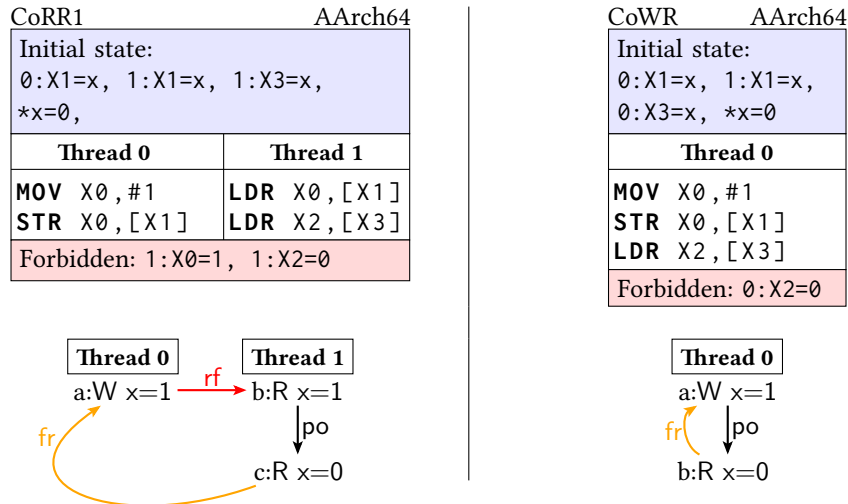 CoRR1 AArch64
Initial state:
0:X1=x, 1:X1=x, 1:X3=x,
*x=0,
Thread 0 Thread 1
MOV X0,#1 LDR X0,[X1]
STR X0,[X1] LDR X2,[X3]
Forbidden: 1:X0=1, 1:X2=0
Thread 0 Thread 1
a:W x=1 rf b:R x=1
fr po
c:R x=0
CoWR AArch64
Initial state:
0:X1=x, 1:X1=x,
0:X3=x, *x=0
Thread 0
MOV X0,#1
STR X0,[X1]
LDR X2,[X3]
Forbidden: 0:X2=0
Thread 0
a:W x=1
fr po
b:R x=0